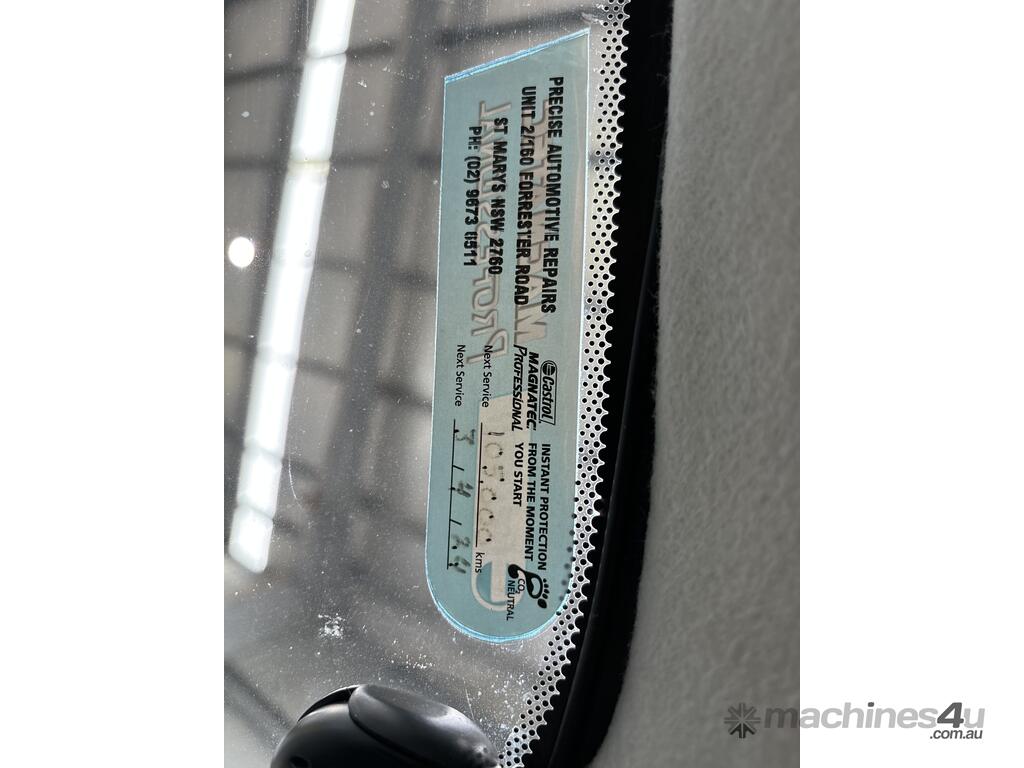 PRECISE AUTOMOTIVE REPAIRS
UNIT 2/160 FORRESTER ROAD
ST MARYS NSW 2760
PH: (02) 9673 6511
Castrol
MAGNATEC
PROFESSIONAL
INSTANT PROTECTION
FROM THE MOMENT
YOU START
CO2
NEUTRAL
Next Service
kms
Next Service
machines4u
.com.au